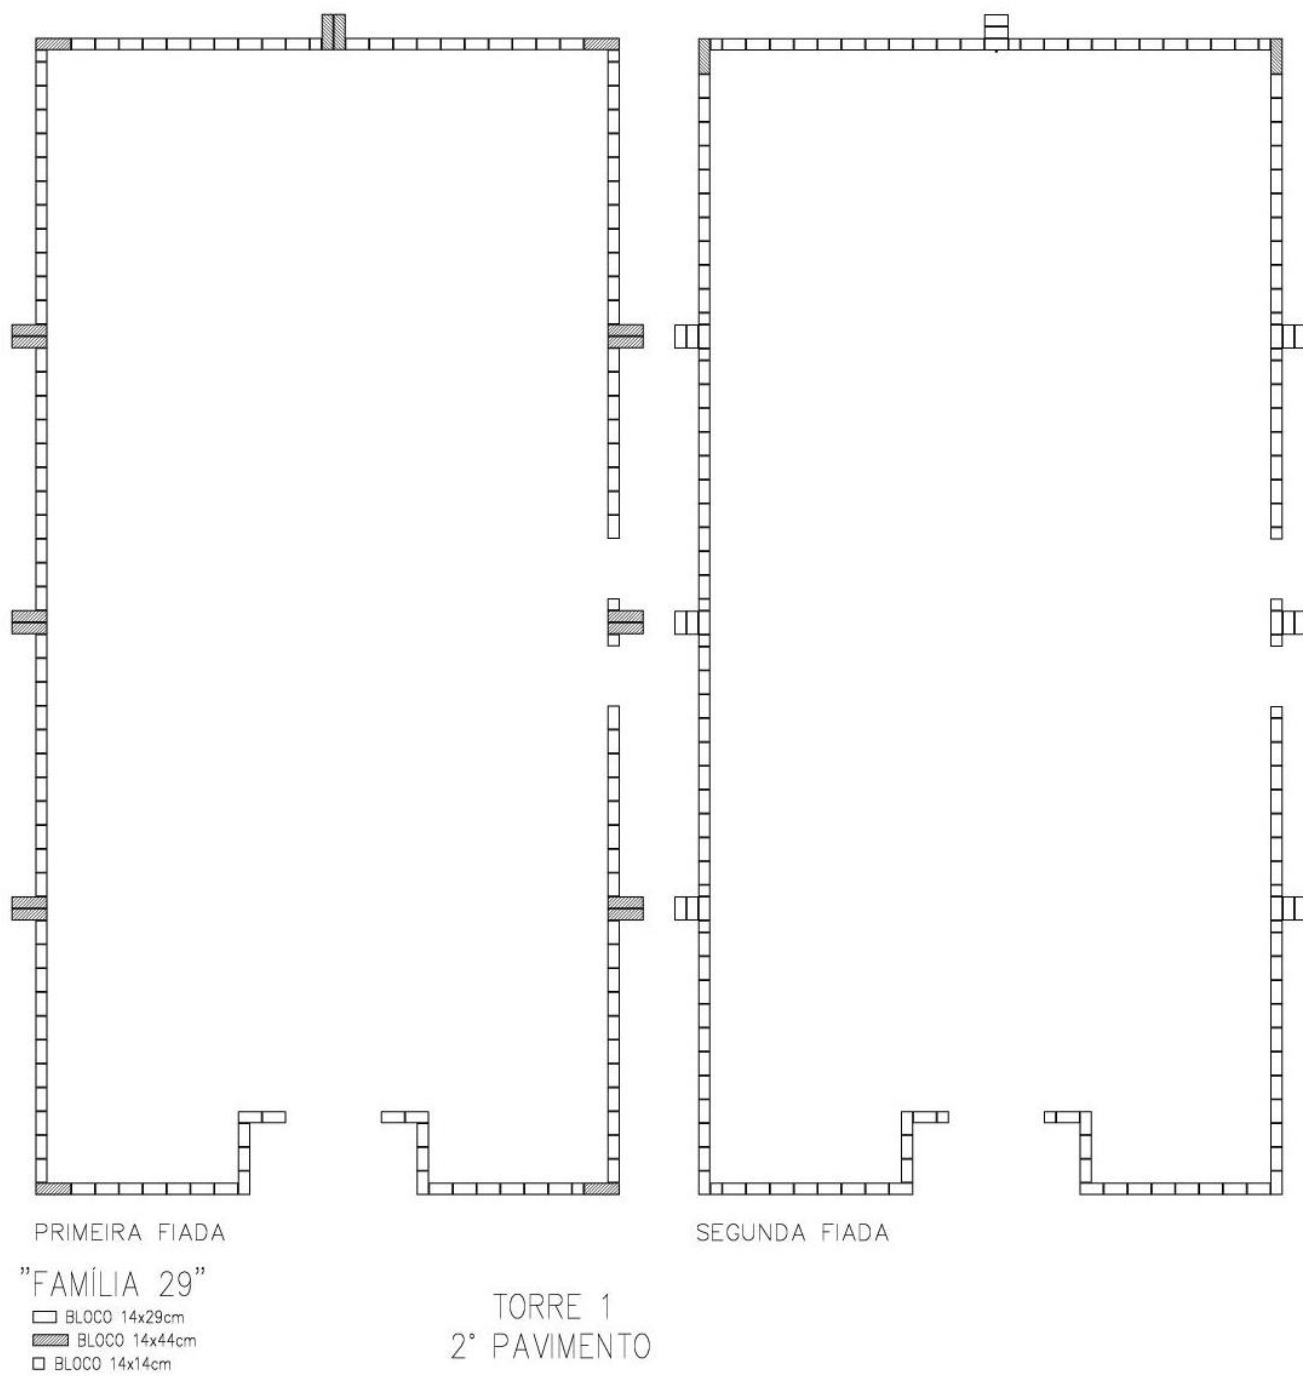 PRIMEIRA FIADA
SEGUNDA FIADA
"FAMÍLIA 29"
BLOCO 14x29cm
BLOCO 14x44cm
BLOCO 14x14cm
TORRE 1
2° PAVIMENTO